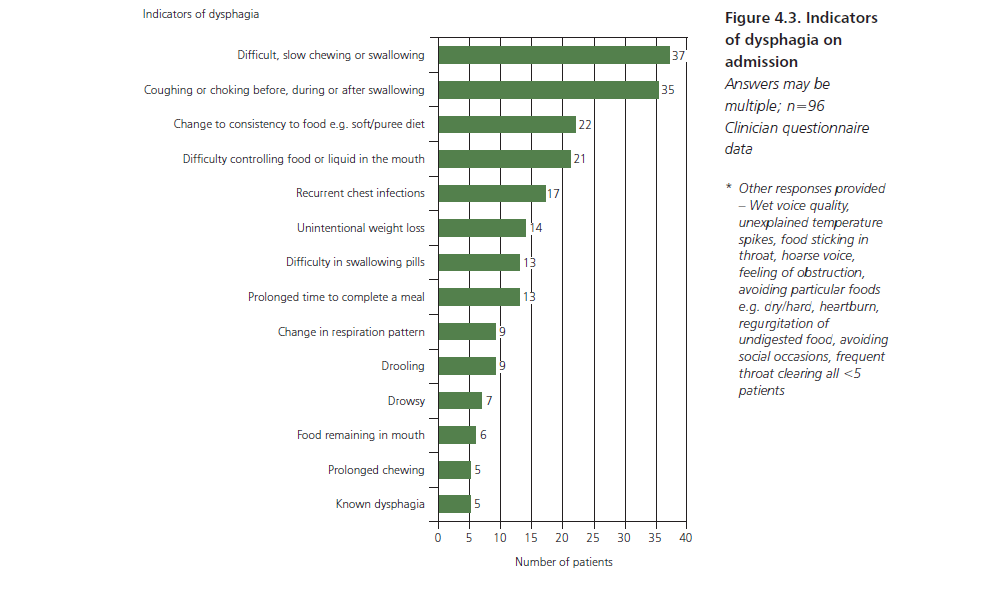 Indicators of dysphagia
Difficult, slow chewing or swallowing
37
Coughing or choking before, during or after swallowing
35
Change to consistency to food e.g. soft/puree diet
22
Difficulty controlling food or liquid in the mouth
21
Recurrent chest infections
17
Unintentional weight loss
14
Difficulty in swallowing pills
13
Prolonged time to complete a meal
13
Change in respiration pattern
9
Drooling
9
Drowsy
7
Food remaining in mouth
6
Prolonged chewing
5
Known dysphagia
5
0 5 10 15 20 25 30 35 40
Number of patients
Figure 4.3. Indicators
of dysphagia on
admission
Answers may be
multiple; n=96
Clinician questionnaire
data
* Other responses provided
– Wet voice quality,
unexplained temperature
spikes, food sticking in
throat, hoarse voice,
feeling of obstruction,
avoiding particular foods
e.g. dry/hard, heartburn,
regurgitation of
undigested food, avoiding
social occasions, frequent
throat clearing all <5
patients